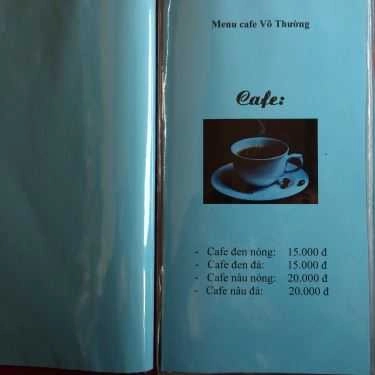 Menu cafe Vô Thường
Cafe:
- Cafe đen nóng: 15.000 đ
- Cafe đen đá: 15.000 đ
- Cafe nâu nóng: 20.000 đ
- Cafe nâu đá: 20.000 đ